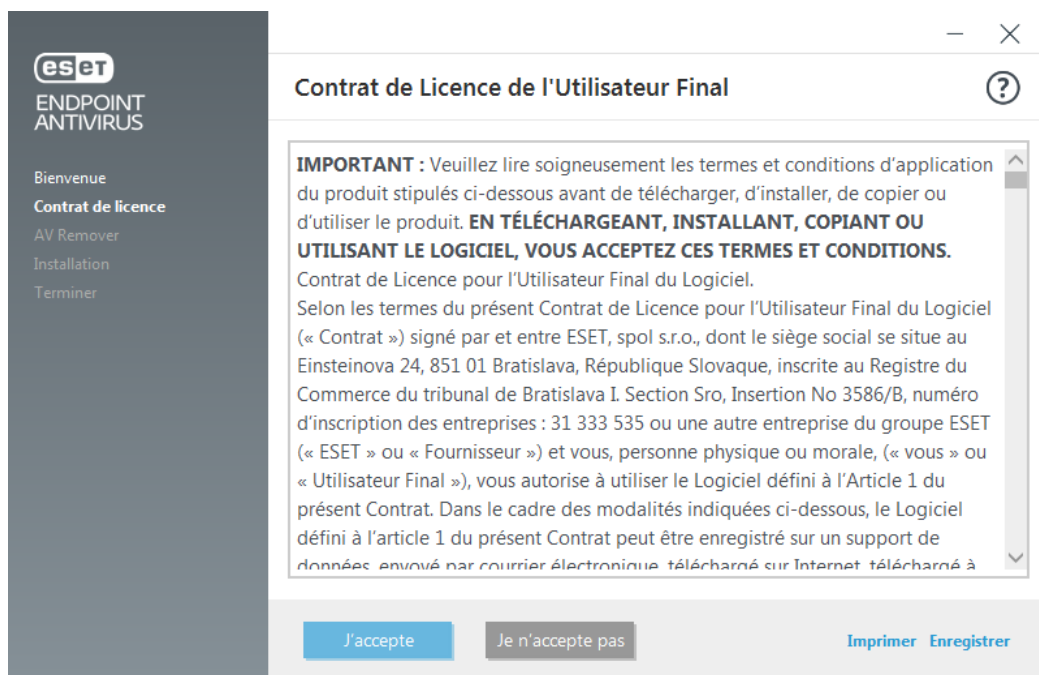 eset
ENDPOINT
ANTIVIRUS
Bienvenue
Contrat de licence
AV Remover
Installation
Terminer
Contrat de Licence de l'Utilisateur Final
?
IMPORTANT : Veuillez lire soigneusement les termes et conditions d'application
du produit stipulés ci-dessous avant de télécharger, d'installer, de copier ou
d'utiliser le produit. EN TÉLÉCHARGEANT, INSTALLANT, COPIANT OU
UTILISANT LE LOGICIEL, VOUS ACCEPTEZ CES TERMES ET CONDITIONS.
Contrat de Licence pour l'Utilisateur Final du Logiciel.
Selon les termes du présent Contrat de Licence pour l'Utilisateur Final du Logiciel
(« Contrat ») signé par et entre ESET, spol s.r.o., dont le siège social se situe au
Einsteinova 24, 851 01 Bratislava, République Slovaque, inscrite au Registre du
Commerce du tribunal de Bratislava I. Section Sro, Insertion No 3586/B, numéro
d'inscription des entreprises : 31 333 535 ou une autre entreprise du groupe ESET
(« ESET » ou « Fournisseur ») et vous, personne physique ou morale, (« vous » ou
« Utilisateur Final »), vous autorise à utiliser le Logiciel défini à l'Article 1 du
présent Contrat. Dans le cadre des modalités indiquées ci-dessous, le Logiciel
défini à l'article 1 du présent Contrat peut être enregistré sur un support de
données, envoyé par courrier électronique, téléchargé sur Internet, téléchargé à
J'accepte
Je n'accepte pas
Imprimer Enregistrer